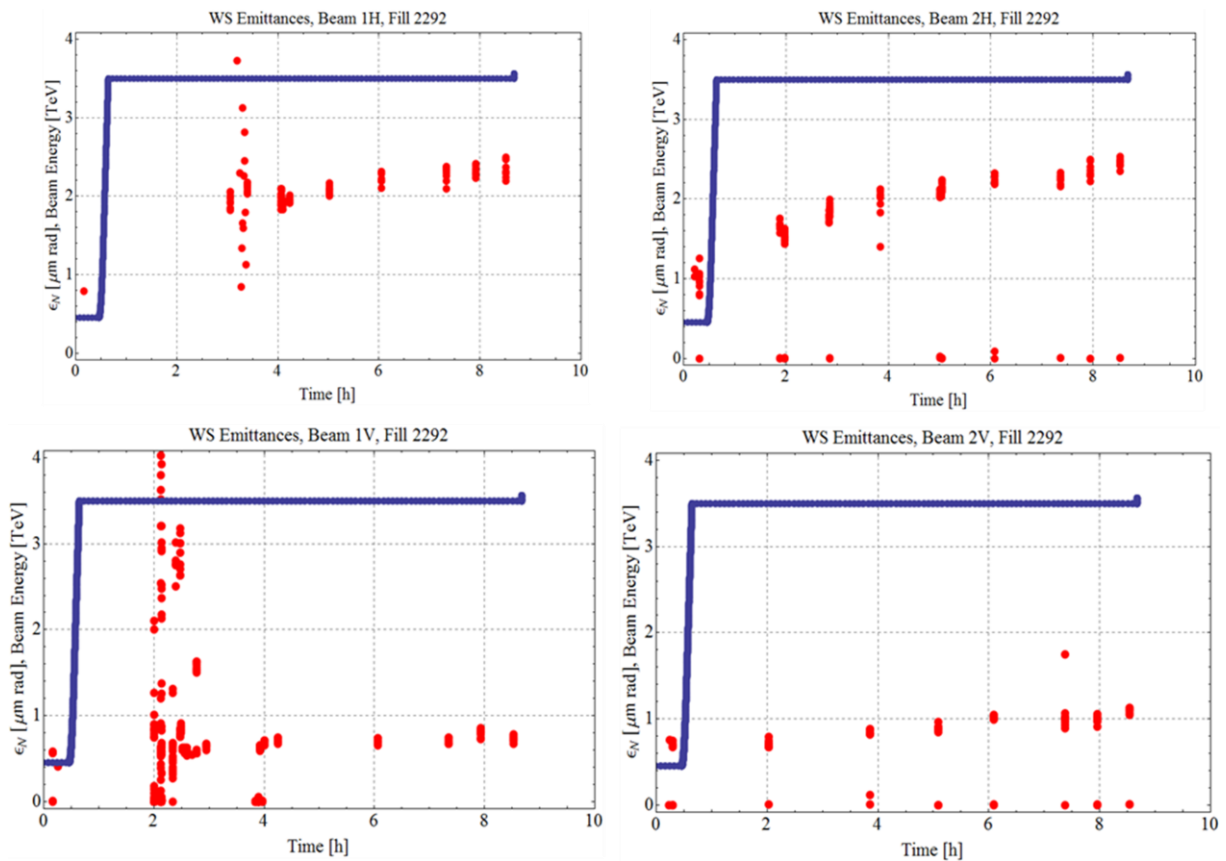 WS Emittances, Beam 1H, Fill 2292
4
3
2
1
0
ϵN [μm rad], Beam Energy [TeV]
0 2 4 6 8 10
Time [h]
WS Emittances, Beam 2H, Fill 2292
4
3
2
1
0
ϵN [μm rad], Beam Energy [TeV]
0 2 4 6 8 10
Time [h]
WS Emittances, Beam 1V, Fill 2292
4
3
2
1
0
ϵN [μm rad], Beam Energy [TeV]
0 2 4 6 8 10
Time [h]
WS Emittances, Beam 2V, Fill 2292
4
3
2
1
0
ϵN [μm rad], Beam Energy [TeV]
0 2 4 6 8 10
Time [h]